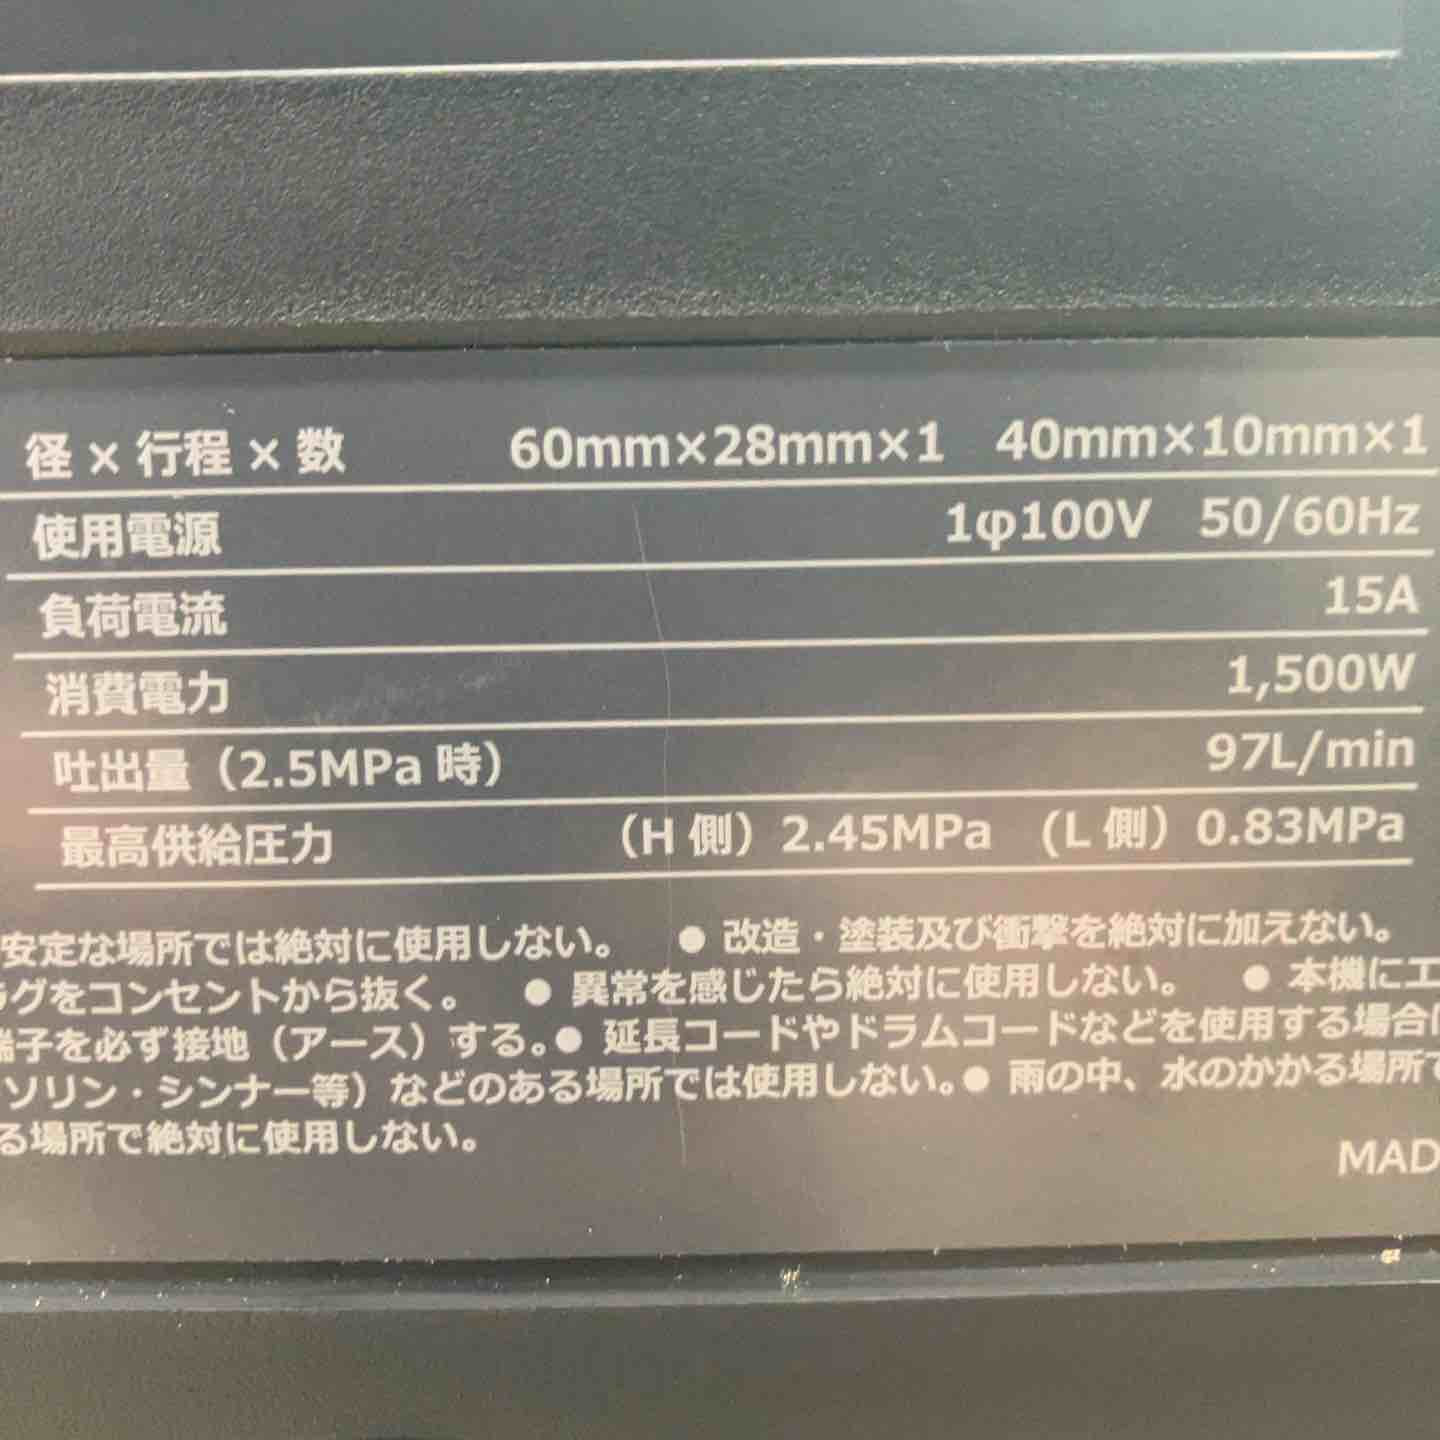 径×行程×数 60mm×28mm×1 40mm×10mm×1
使用電源 1φ100V 50/60Hz
負荷電流 15A
消費電力 1,500W
吐出量（2.5MPa 時） 97L/min
最高供給圧力 （H 側）2.45MPa （L 側）0.83MPa
安定な場所では絶対に使用しない。 ● 改造・塗装及び衝撃を絶対に加えない。
ラグをコンセントから抜く。 ● 異常を感じたら絶対に使用しない。 ● 本機にエ
端子を必ず接地（アース）する。● 延長コードやドラムコードなどを使用する場合は
ソリン・シンナー等）などのある場所では使用しない。● 雨の中、水のかかる場所で
る場所で絶対に使用しない。
MAD